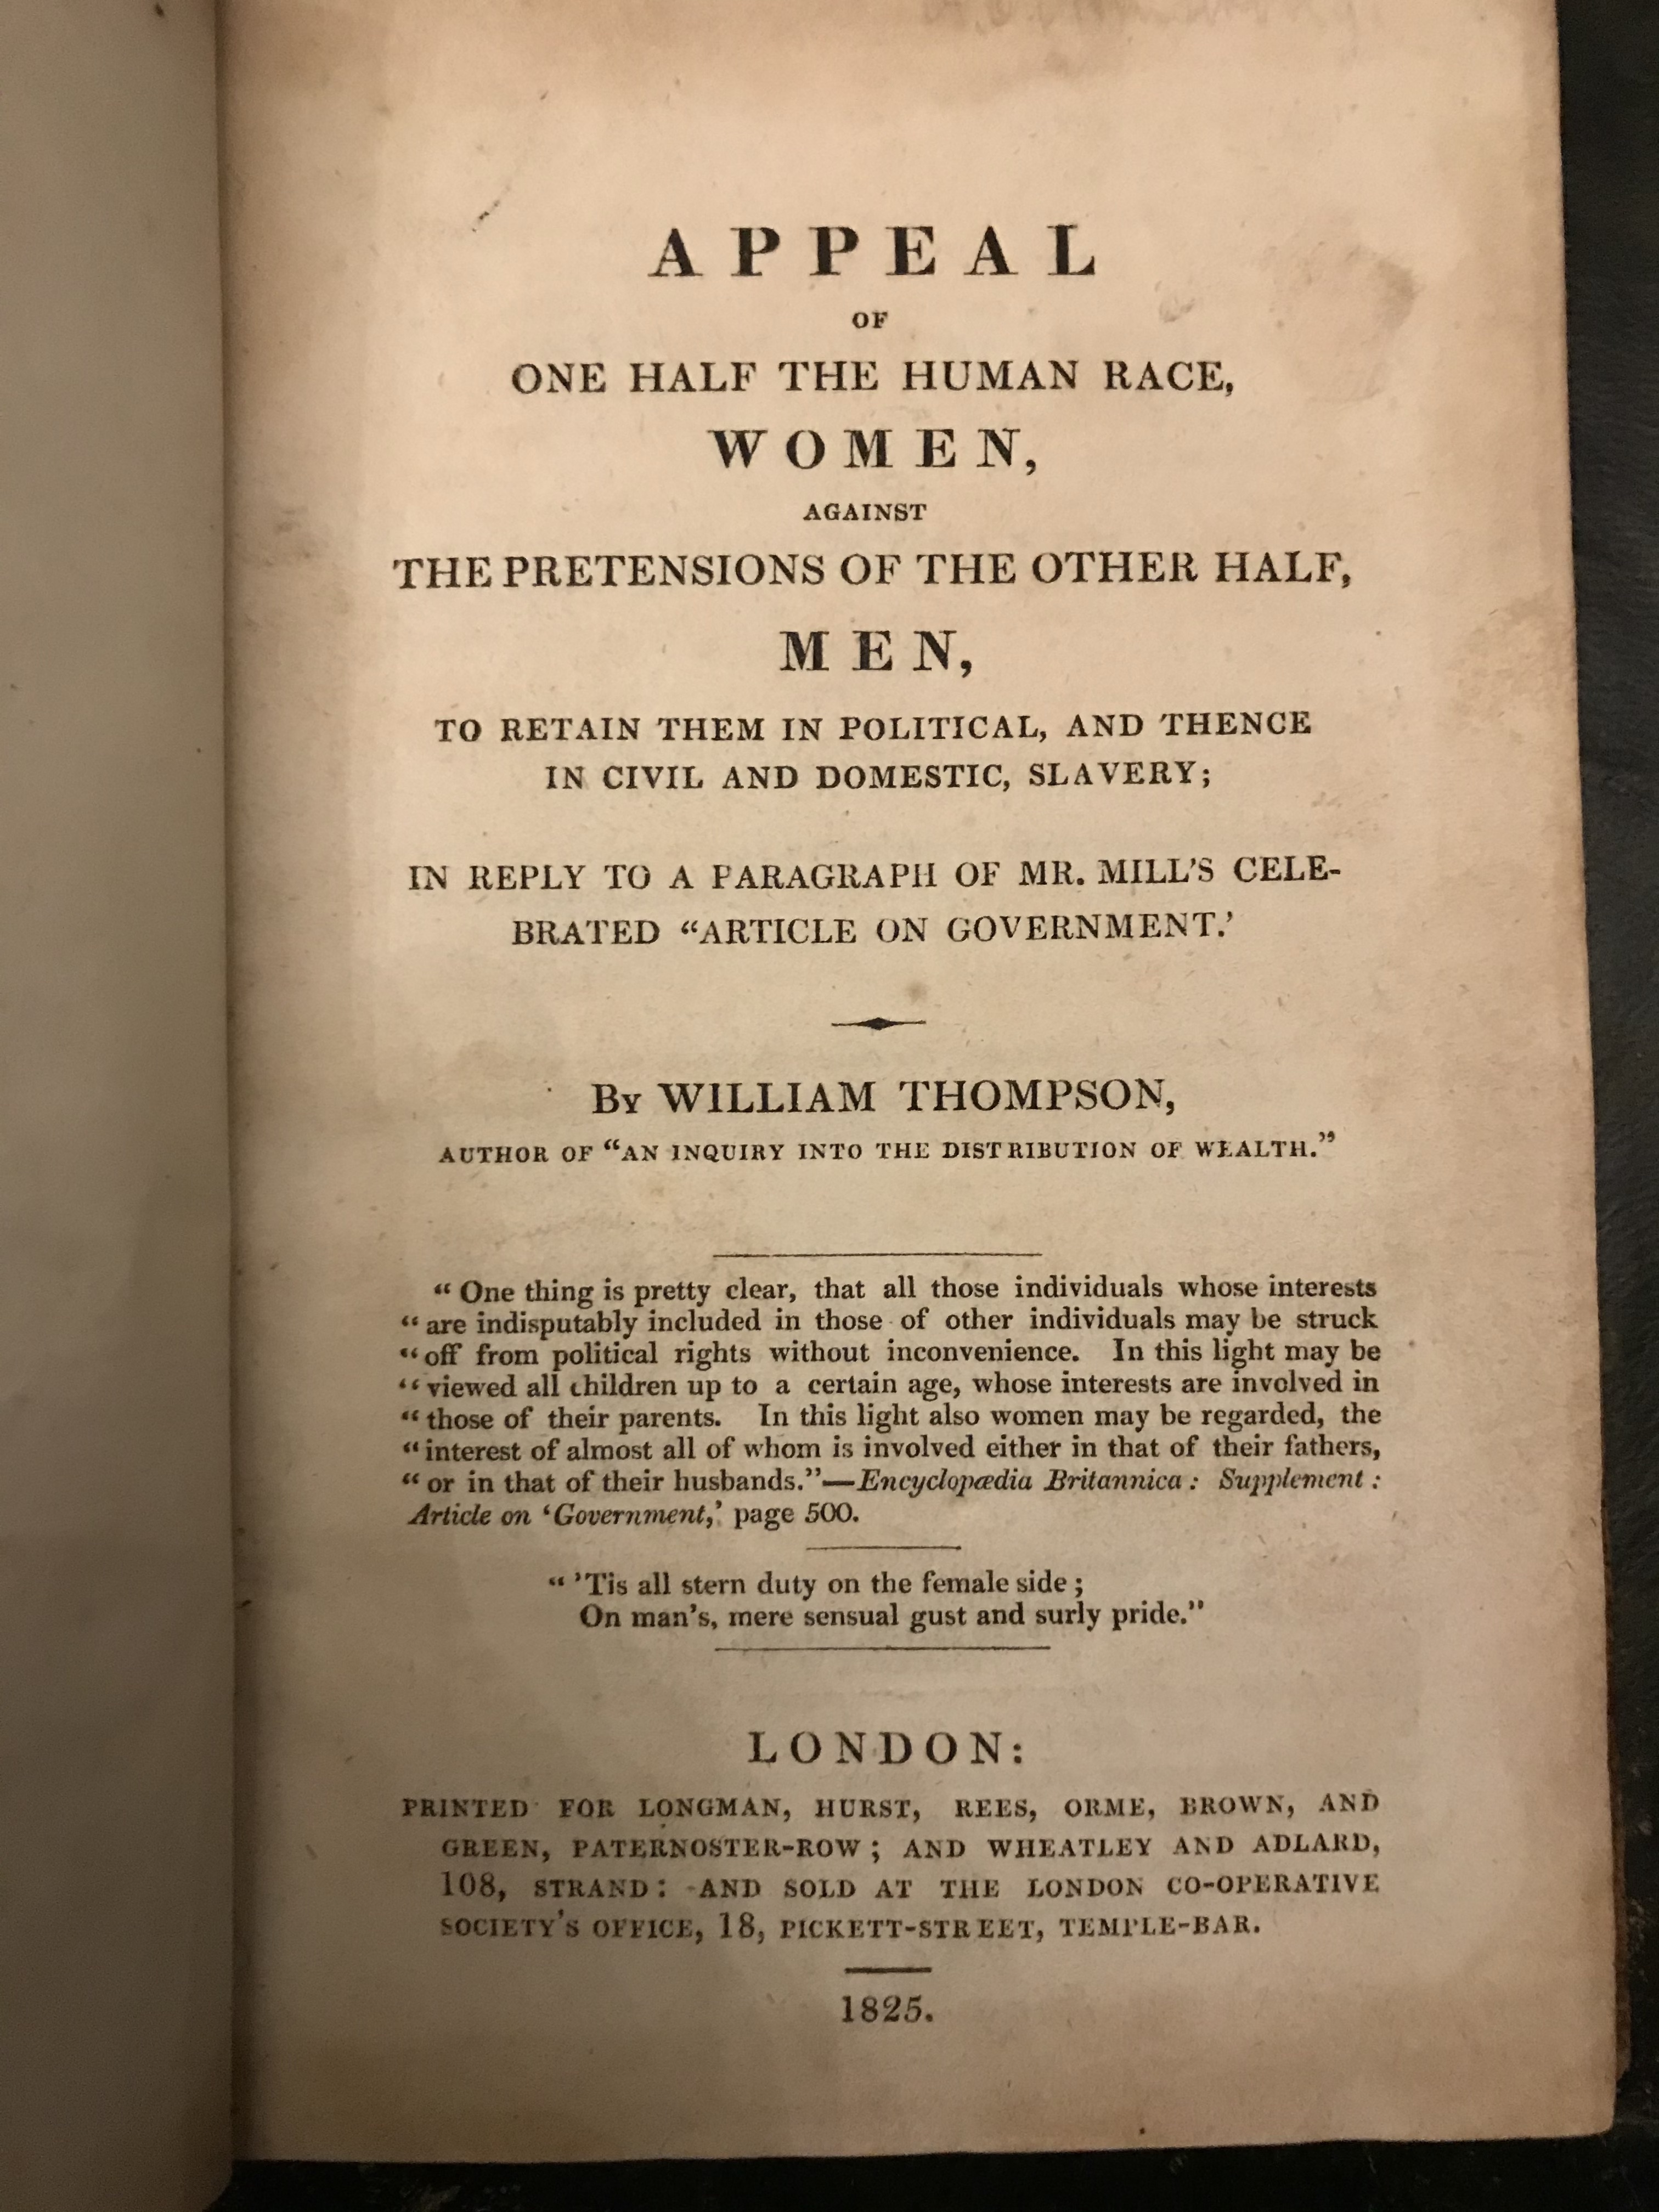 APPEAL
OF
ONE HALF THE HUMAN RACE,
WOMEN,
AGAINST
THE PRETENSIONS OF THE OTHER HALF,
MEN,
TO RETAIN THEM IN POLITICAL, AND THENCE
IN CIVIL AND DOMESTIC, SLAVERY;
IN REPLY TO A PARAGRAPH OF MR. MILL'S CELE-
BRATED "ARTICLE ON GOVERNMENT.'
By WILLIAM THOMPSON,
AUTHOR OF "AN INQUIRY INTO THE DISTRIBUTION OF WEALTH."
" One thing is pretty clear, that all those individuals whose interests
" are indisputably included in those of other individuals may be struck
" off from political rights without inconvenience. In this light may be
" viewed all children up to a certain age, whose interests are involved in
" those of their parents. In this light also women may be regarded, the
" interest of almost all of whom is involved either in that of their fathers,
" or in that of their husbands."—Encyclopædia Britannica : Supplement :
Article on 'Government,' page 500.
" 'Tis all stern duty on the female side ;
On man's, mere sensual gust and surly pride."
LONDON:
PRINTED FOR LONGMAN, HURST, REES, ORME, BROWN, AND
GREEN, PATERNOSTER-ROW ; AND WHEATLEY AND ADLARD,
108, STRAND : AND SOLD AT THE LONDON CO-OPERATIVE
SOCIETY'S OFFICE, 18, PICKETT-STREET, TEMPLE-BAR.
1825.